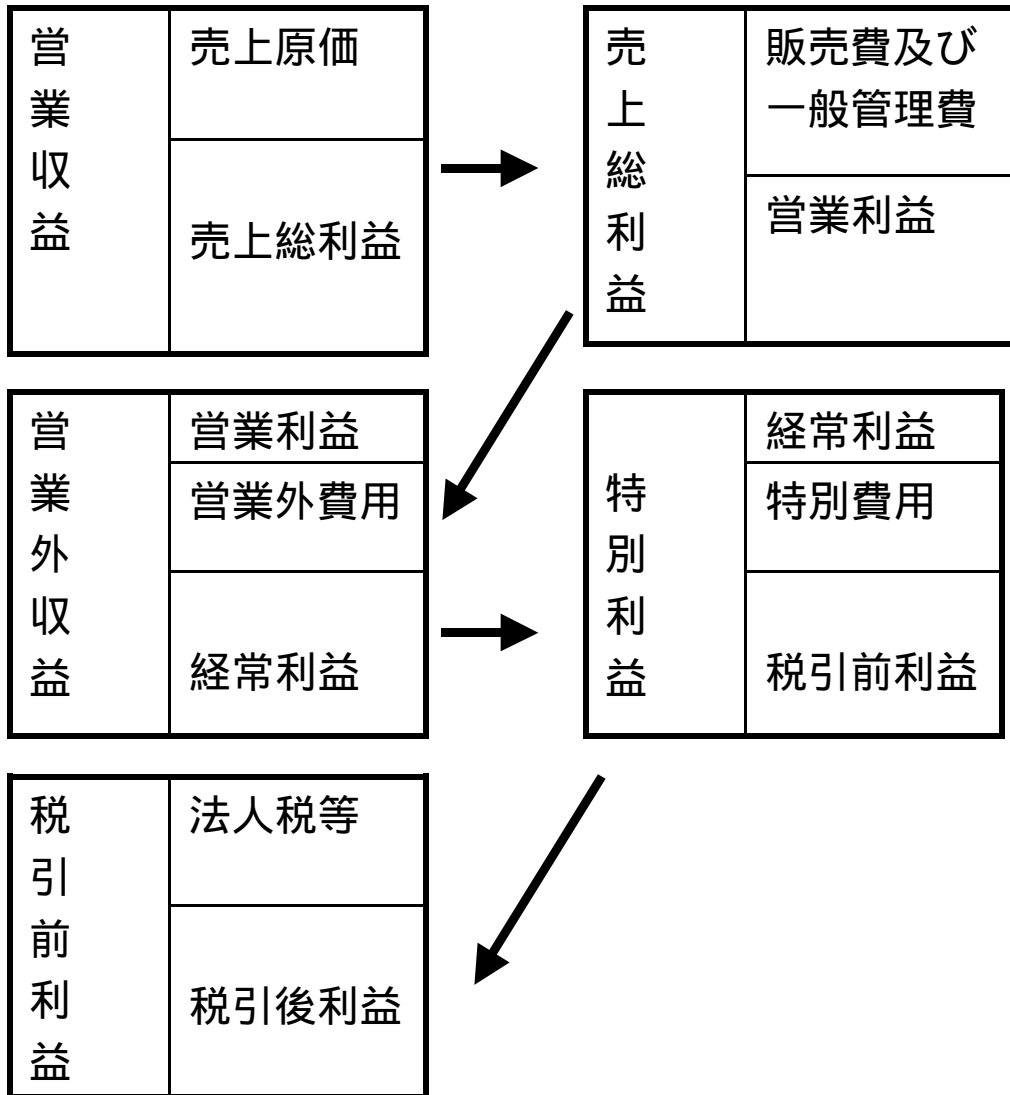 営業収益
売上原価
売上総利益
売上総利益
販売費及び
一般管理費
営業利益
営業外収益
営業利益
営業外費用
経常利益
特別利益
経常利益
特別費用
税引前利益
税引前利益
法人税等
税引後利益